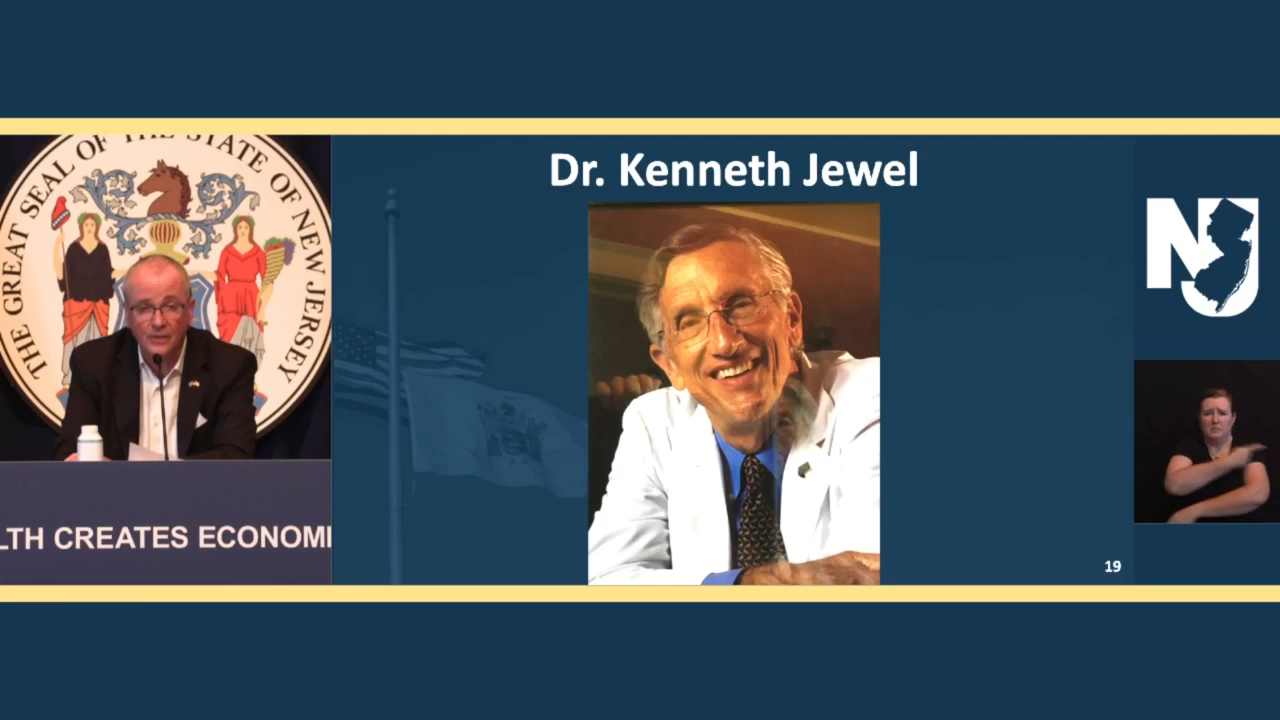 Dr. Kenneth Jewel
THE GREAT SEAL OF THE STATE OF NEW JERSEY
NJ
LTH CREATES ECONOMI
19